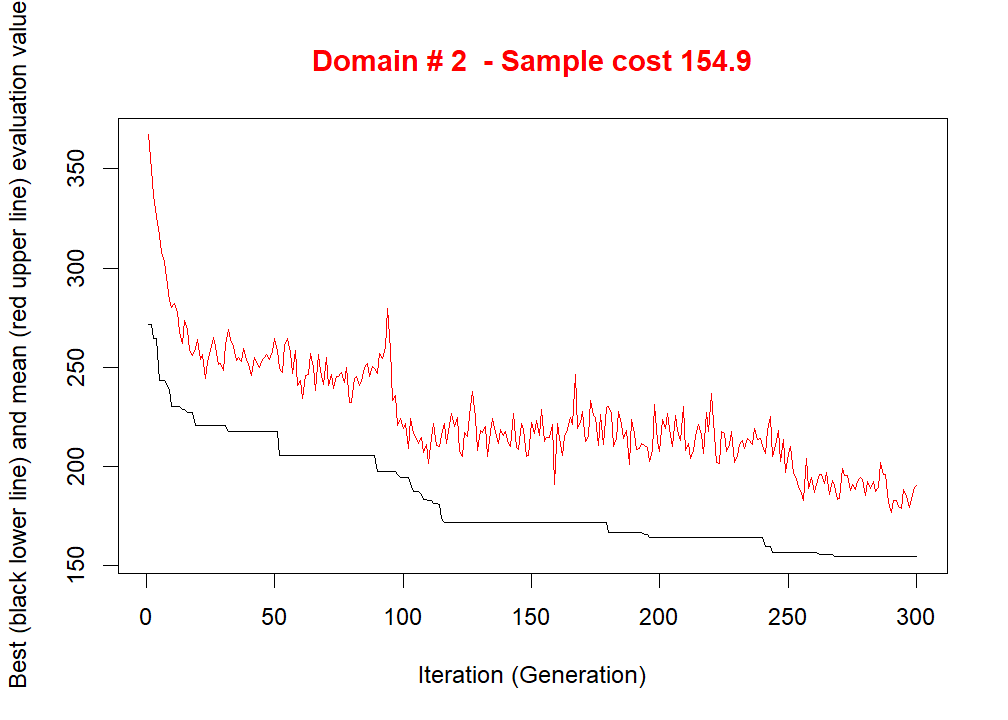 Domain # 2  - Sample cost 154.9
Best (black lower line) and mean (red upper line) evaluation value
350
300
250
200
150
0 50 100 150 200 250 300
Iteration (Generation)